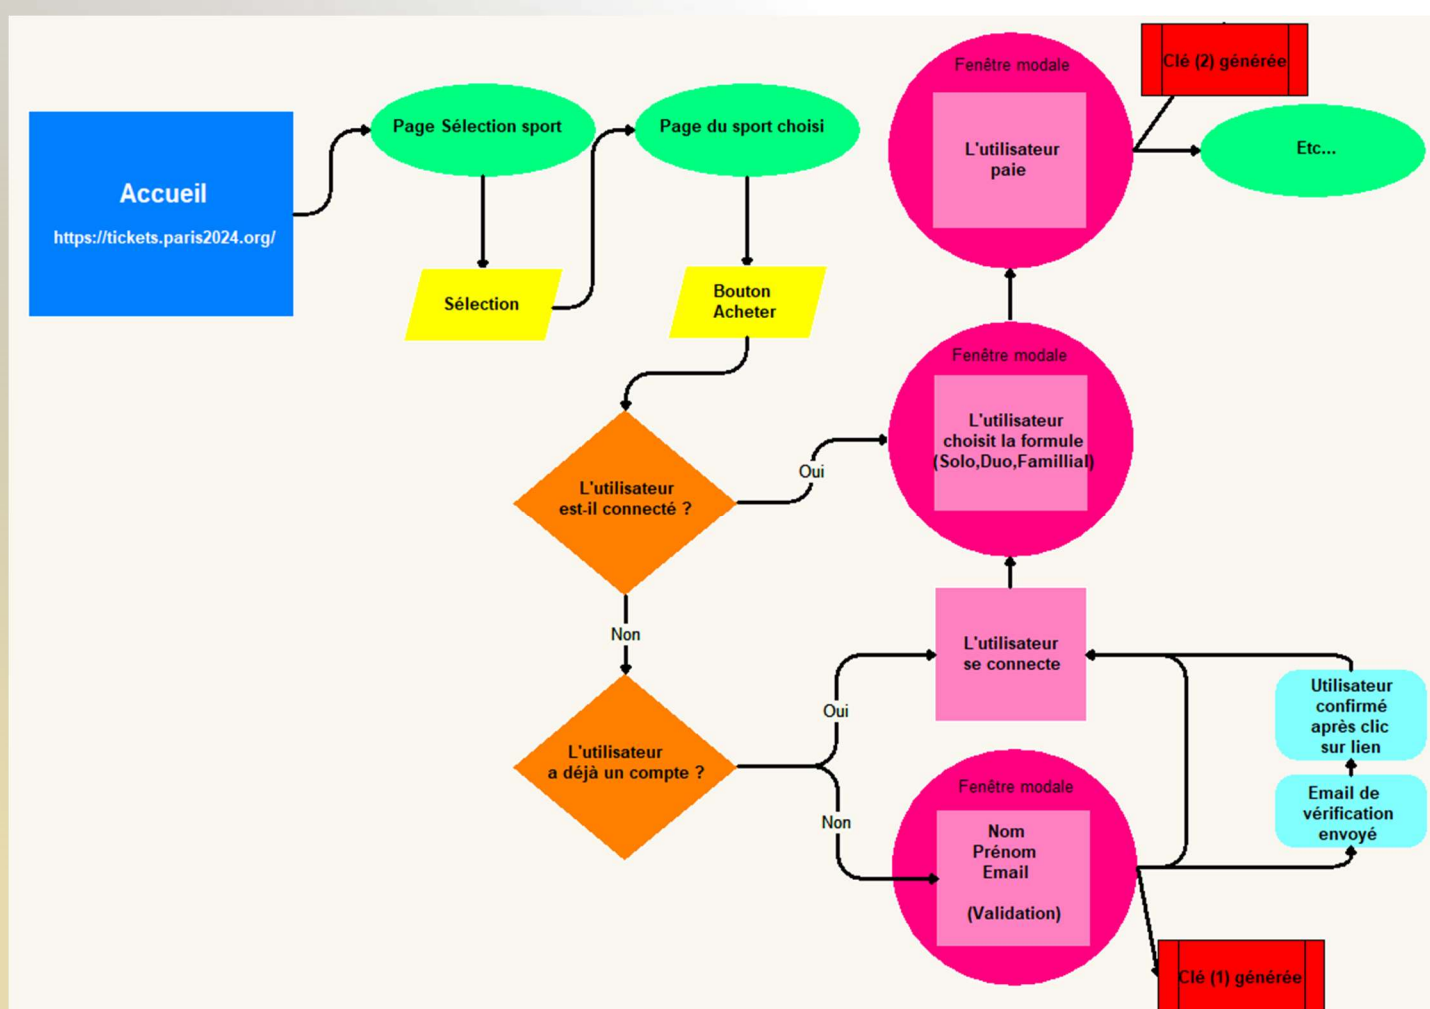 Accueil
https://tickets.paris2024.org/
Page Sélection sport
Page du sport choisi
Sélection
Bouton
Acheter
L'utilisateur
est-il connecté ?
Oui
Non
L'utilisateur
a déjà un compte ?
Oui
Non
Fenêtre modale
L'utilisateur
paie
Clé (2) générée
Etc...
Fenêtre modale
L'utilisateur
choisit la formule
(Solo,Duo,Famillial)
L'utilisateur
se connecte
Fenêtre modale
Nom
Prénom
Email
(Validation)
Utilisateur
confirmé
après clic
sur lien
Email de
vérification
envoyé
Clé (1) générée